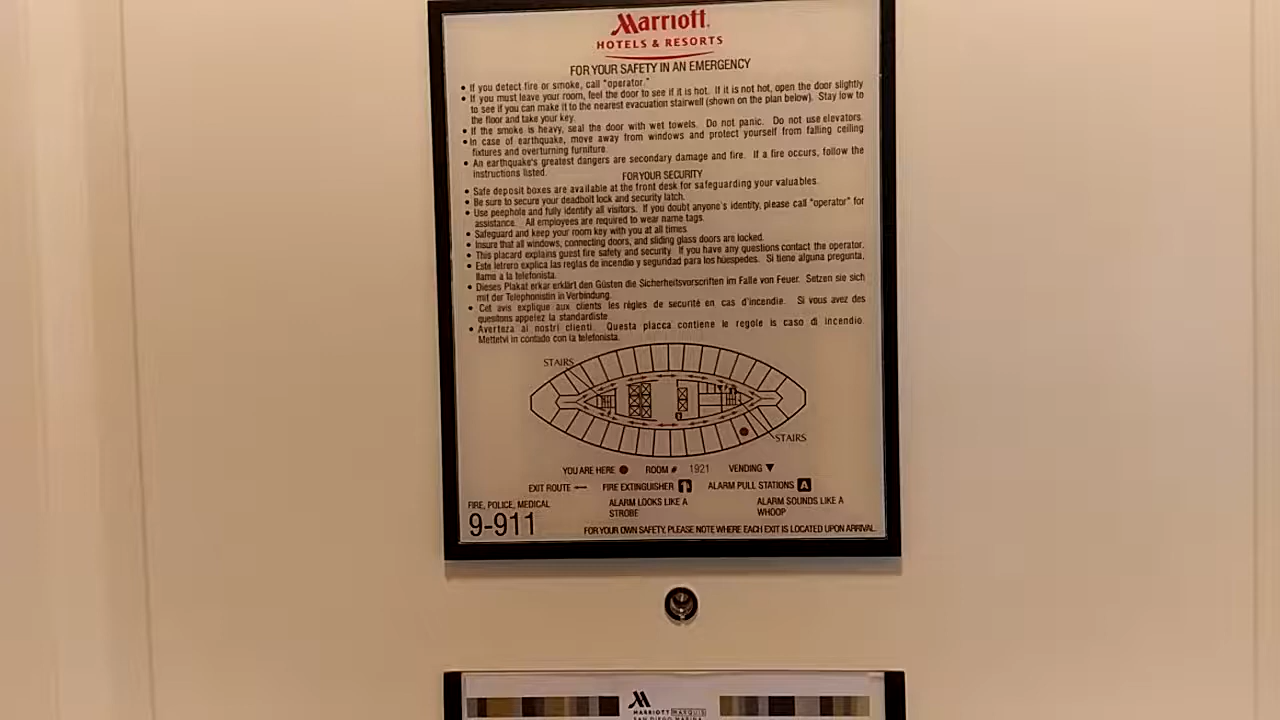 Marriott.
HOTELS & RESORTS
FOR YOUR SAFETY IN AN EMERGENCY
• If you detect fire or smoke, call "operator."
• If you must leave your room, feel the door to see if it is hot. If it is not hot, open the door slightly
to see if you can make it to the nearest evacuation stairwell (shown on the plan below). Stay low to
the floor and take your key.
• If the smoke is heavy, seal the door with wet towels. Do not panic. Do not use elevators.
• In case of earthquake, move away from windows and protect yourself from falling ceiling
fixtures and overturning furniture.
• An earthquake's greatest dangers are secondary damage and fire. If a fire occurs, follow the
instructions listed.
FOR YOUR SECURITY
• Safe deposit boxes are available at the front desk for safeguarding your valuables.
• Be sure to secure your deadbolt lock and security latch.
• Use peephole and fully identify all visitors. If you doubt anyone's identity, please call "operator" for
assistance. All employees are required to wear name tags.
• Safeguard and keep your room key with you at all times.
• Insure that all windows, connecting doors, and sliding glass doors are locked.
• This placard explains guest fire safety and security. If you have any questions contact the operator.
• Este letrero explica las reglas de incendio y seguridad para los huespedes. Si tiene alguna pregunta,
llame a la telefonista.
• Dieses Plakat erkar erklärt den Güsten die Sicherheitsvorschriften im Falle von Feuer. Setzen sie sich
mit der Telephonistin in Verbindung.
• Cet avis explique aux clients les règles de securité en cas d'incendie. Si vous avez des
quesitons appelez la standardiste.
• Averteza ai nostri clienti. Questa placca contiene le regole is caso di incendio.
Mettetvi in contado con la telefonista.
STAIRS
STAIRS
YOU ARE HERE ROOM # 1921 VENDING
EXIT ROUTE FIRE EXTINGUISHER ALARM PULL STATIONS A
FIRE, POLICE, MEDICAL
9-911
ALARM LOOKS LIKE A
STROBE
ALARM SOUNDS LIKE A
WHOOP
FOR YOUR OWN SAFETY, PLEASE NOTE WHERE EACH EXIT IS LOCATED UPON ARRIVAL.
MARRIOTT MARQUIS
SAN DIEGO MARINA